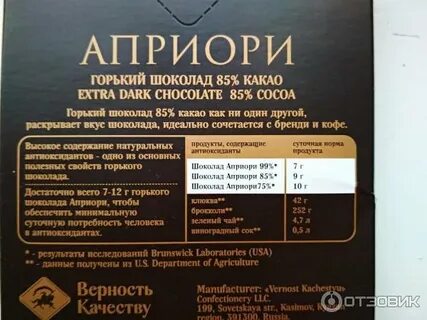 АПРИОРИ
ГОРЬКИЙ ШОКОЛАД 85% КАКАО
EXTRA DARK CHOCOLATE 85% COCOA
Горький шоколад 85% какао как ни один другой,
раскрывает вкус шоколада, идеально сочетается с бренди и кофе.
Высокое содержание натуральных
антиоксидантов - одно из основных
полезных свойств горького
шоколада.
Достаточно всего 7-12 г горького
шоколада Априори, чтобы
обеспечить минимальную
суточную потребность человека
в антиоксидантах.
продукты, содержащие антиоксиданты суточная норма продукта
Шоколад Априори 99%* 7 г
Шоколад Априори 85%* 9 г
Шоколад Априори75%* 10 г
клюква** 42 г
брокколи** 252 г
зеленый чай** 4,7 л
виноградный сок** 0,5 л
* - результаты исследований Brunswick Laboratories (USA)
** - данные получены из U.S. Department of Agriculture
Верность
Качеству
Manufacturer: «Vernost Kachestvu»
Confectionery LLC.
199, Sovetskaya str., Kasimov,
region, 391300, Russia.
ОТЗОВИК